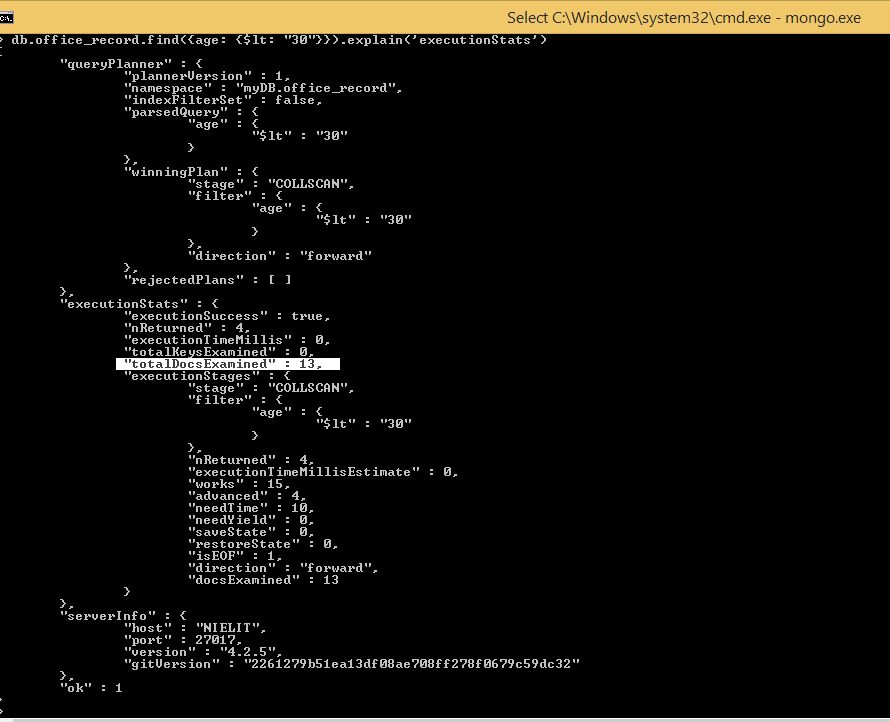 Select C:\Windows\system32\cmd.exe - mongo.exe
> db.office_record.find({age: {$lt: "30"}}).explain('executionStats')
{
"queryPlanner" : {
"plannerVersion" : 1,
"namespace" : "myDB.office_record",
"indexFilterSet" : false,
"parsedQuery" : {
"age" : {
"$lt" : "30"
}
},
"winningPlan" : {
"stage" : "COLLSCAN",
"filter" : {
"age" : {
"$lt" : "30"
}
},
"direction" : "forward"
},
"rejectedPlans" : [ ]
},
"executionStats" : {
"executionSuccess" : true,
"nReturned" : 4,
"executionTimeMillis" : 0,
"totalKeysExamined" : 0,
"totalDocsExamined" : 13,
"executionStages" : {
"stage" : "COLLSCAN",
"filter" : {
"age" : {
"$lt" : "30"
}
},
"nReturned" : 4,
"executionTimeMillisEstimate" : 0,
"works" : 15,
"advanced" : 4,
"needTime" : 10,
"needYield" : 0,
"saveState" : 0,
"restoreState" : 0,
"isEOF" : 1,
"direction" : "forward",
"docsExamined" : 13
}
},
"serverInfo" : {
"host" : "NIELIT",
"port" : 27017,
"version" : "4.2.5",
"gitVersion" : "2261279b51ea13df08ae708ff278f0679c59dc32"
},
"ok" : 1
}
>